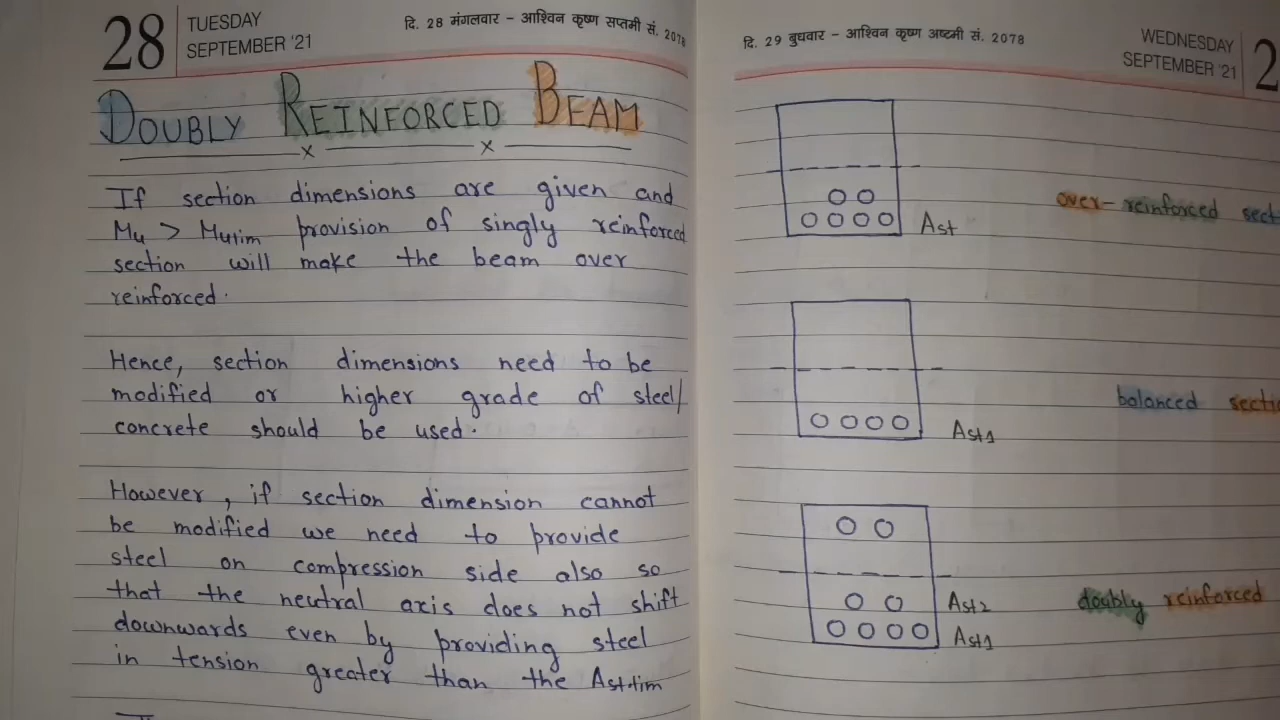 28
TUESDAY
SEPTEMBER '21
दि. 28 मंगलवार - आश्विन कृष्ण सप्तमी सं. 2078
DOUBLY REINFORCED BEAM
If section dimensions are given and
Mu > Mulim provision of singly reinforced
section will make the beam over
reinforced.
Hence, section dimensions need to be
modified or higher grade of steel/
concrete should be used.
However, if section dimension cannot
be modified we need to provide
steel on compression side also so
that the neutral axis does not shift
downwards even by providing steel
in tension greater than the Ast,lim
दि. 29 बुधवार - आश्विन कृष्ण अष्टमी सं. 2078
WEDNESDAY
SEPTEMBER '21
2
over-reinforced sect
Ast
balanced sectio
Ast1
Ast2
doubly reinforced
Ast1